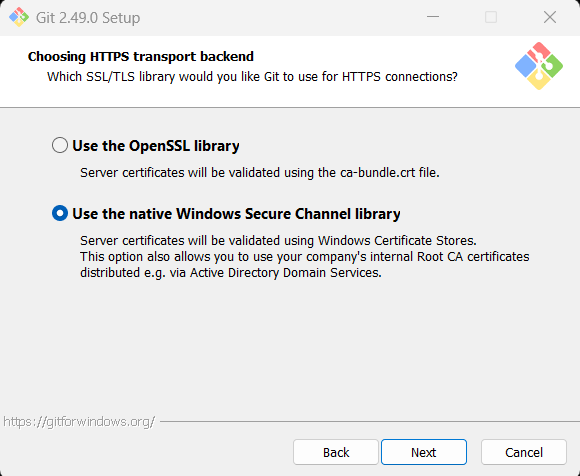 Git 2.49.0 Setup
Choosing HTTPS transport backend
Which SSL/TLS library would you like Git to use for HTTPS connections?
Use the OpenSSL library
Server certificates will be validated using the ca-bundle.crt file.
Use the native Windows Secure Channel library
Server certificates will be validated using Windows Certificate Stores.
This option also allows you to use your company's internal Root CA certificates
distributed e.g. via Active Directory Domain Services.
https://gitforwindows.org/
Back Next Cancel